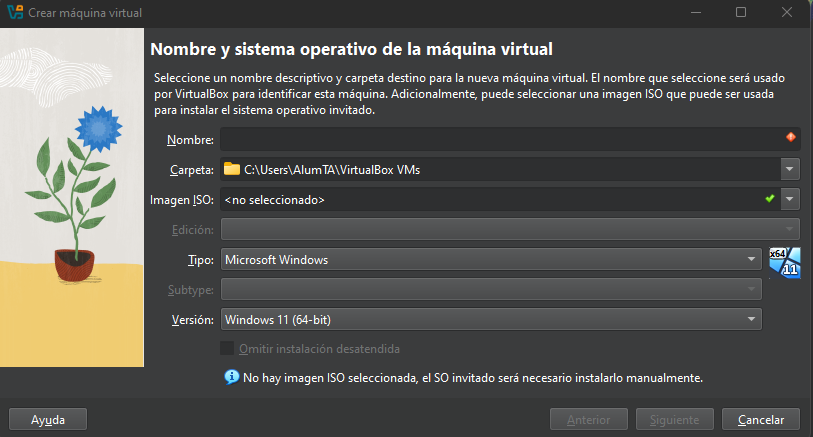 Crear máquina virtual
Nombre y sistema operativo de la máquina virtual
Seleccione un nombre descriptivo y carpeta destino para la nueva máquina virtual. El nombre que seleccione será usado
por VirtualBox para identificar esta máquina. Adicionalmente, puede seleccionar una imagen ISO que puede ser usada
para instalar el sistema operativo invitado.
Nombre:
Carpeta: C:\Users\AlumTA\VirtualBox VMs
Imagen ISO: <no seleccionado>
Edición:
Tipo: Microsoft Windows
x64
11
Subtype:
Versión: Windows 11 (64-bit)
Omitir instalación desatendida
No hay imagen ISO seleccionada, el SO invitado será necesario instalarlo manualmente.
Ayuda Anterior Siguiente Cancelar